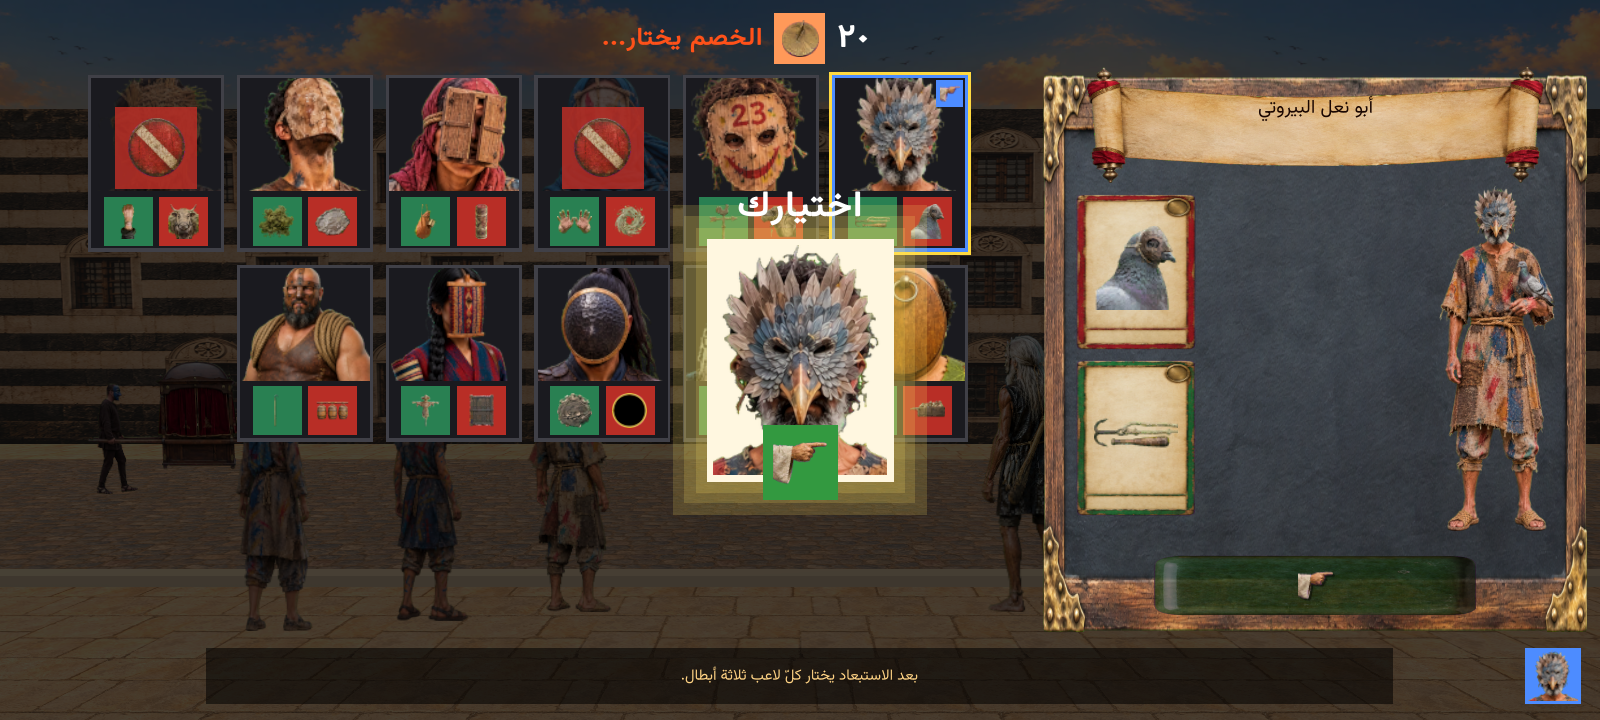 ٢٠
الخصم يختار...
23
اختيارك
أبو نعل البيروتي
بعد الاستبعاد يختار كلّ لاعب ثلاثة أبطال.